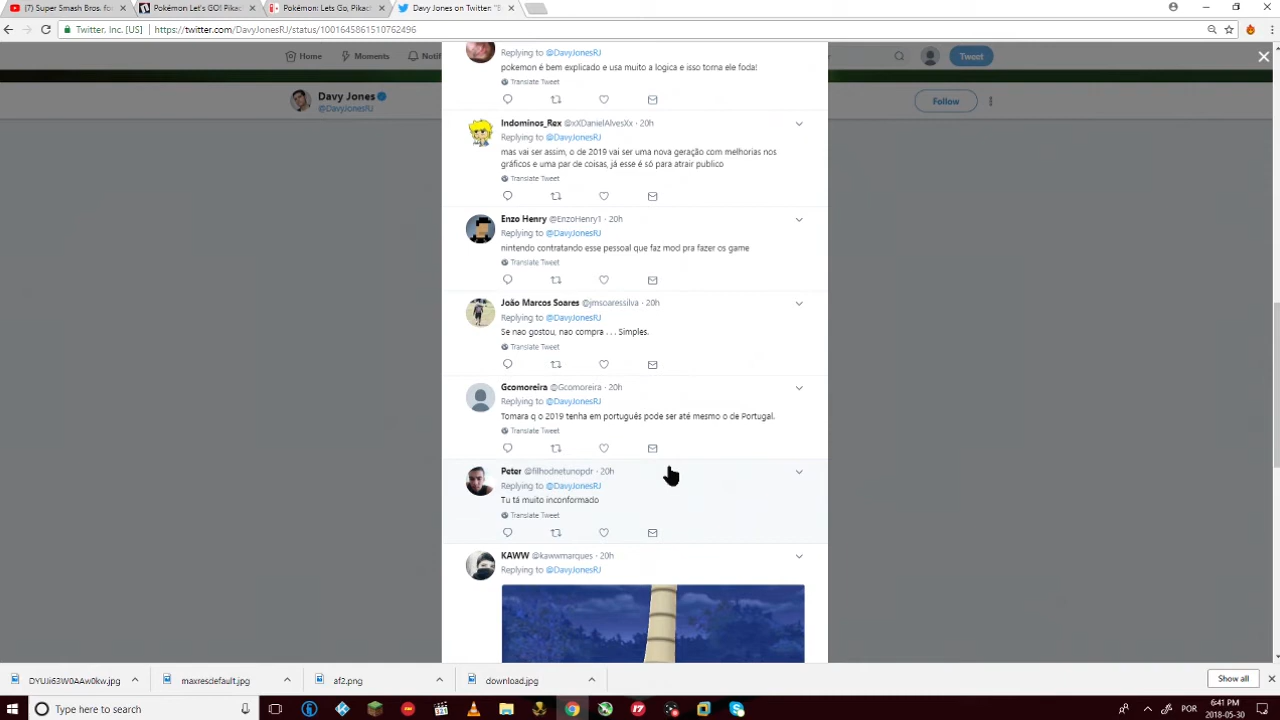 (7) Super Smash Bros. for
Pokémon Let's GO! Pikac
Pokémon: Lets Go, Pikac
Davy Jones on Twitter: "S
Twitter, Inc. [US]
https://twitter.com/DavyJonesRJ/status/1001645861510762496
Home
Moments
Notifi
Tweet
Davy Jones
@DavyJonesRJ
Follow
Replying to @DavyJonesRJ
pokemon é bem explicado e usa muito a logica e isso torna ele foda!
Translate Tweet
Indominos_Rex @xXDanielAlvesXx · 20h
Replying to @DavyJonesRJ
mas vai ser assim, o de 2019 vai ser uma nova geração com melhorias nos
gráficos e uma par de coisas, já esse é só para atrair publico
Translate Tweet
Enzo Henry @EnzoHenry1 · 20h
Replying to @DavyJonesRJ
nintendo contratando esse pessoal que faz mod pra fazer os game
Translate Tweet
João Marcos Soares @jmsoaressilva · 20h
Replying to @DavyJonesRJ
Se nao gostou, nao compra . . . Simples.
Translate Tweet
Gcomoreira @Gcomoreira · 20h
Replying to @DavyJonesRJ
Tomara q o 2019 tenha em português pode ser até mesmo o de Portugal.
Translate Tweet
Peter @filhodnetunopdr · 20h
Replying to @DavyJonesRJ
Tu tá muito inconformado
Translate Tweet
KAWW @kawwmarques · 20h
Replying to @DavyJonesRJ
maxresdefault.jpg
af2.png
download.jpg
Show all
Type here to search
POR
6:41 PM
2018-05-30